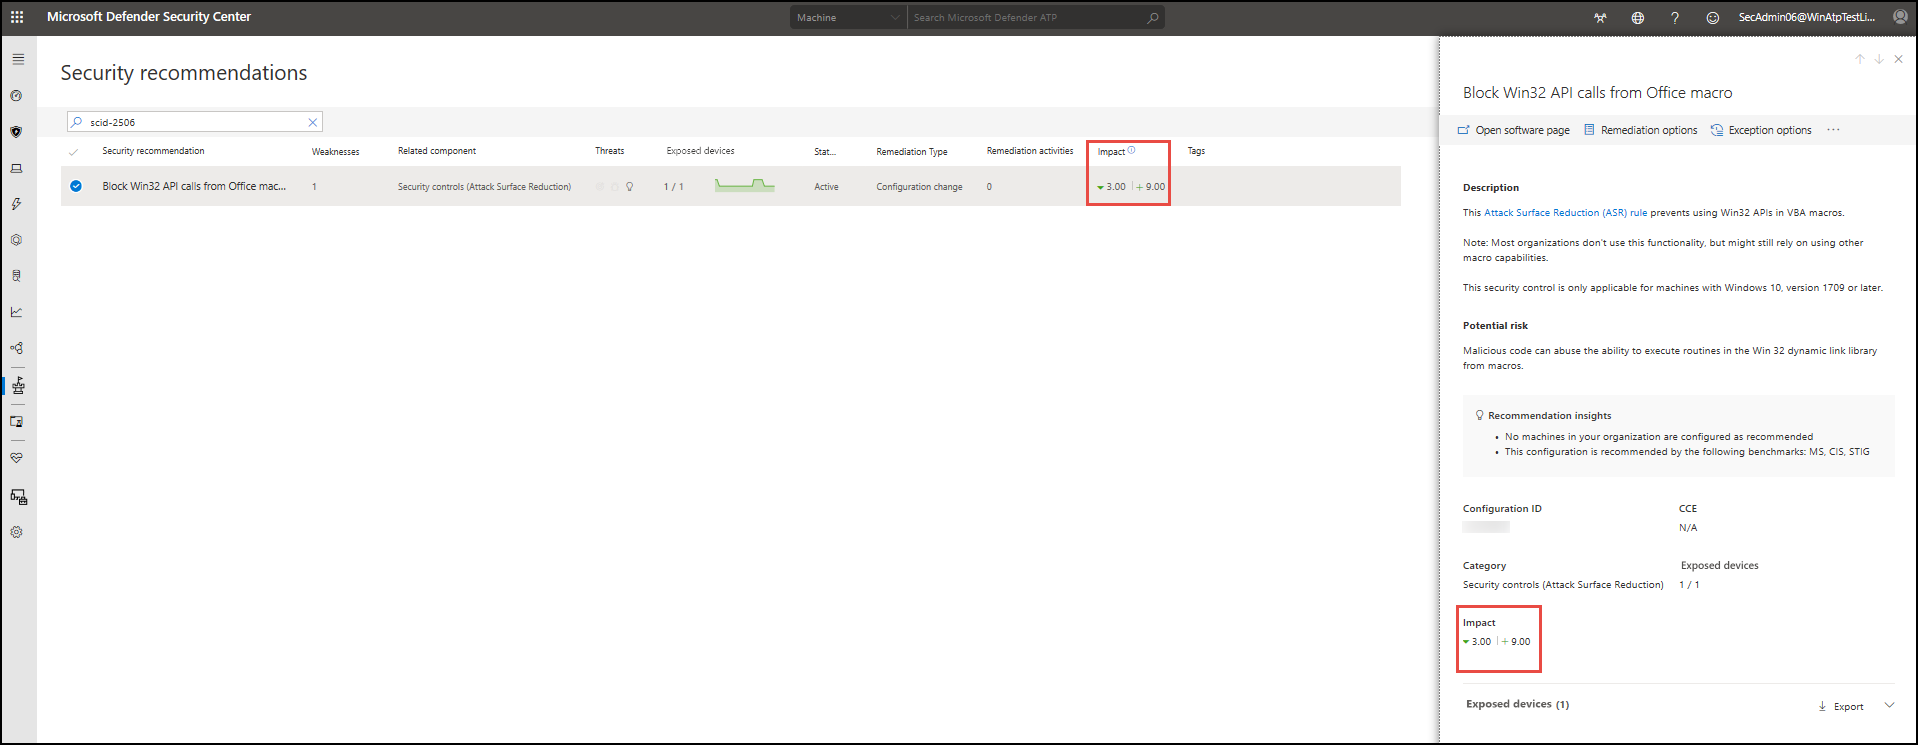 Microsoft Defender Security Center
Machine
Search Microsoft Defender ATP
SecAdmin06@WinAtpTestLi...
Security recommendations
scid-2506
Security recommendation Weaknesses Related component Threats Exposed devices Stat... Remediation Type Remediation activities Impact Tags
Block Win32 API calls from Office mac... 1 Security controls (Attack Surface Reduction) 1 / 1 Active Configuration change 0 3.00 | + 9.00
Block Win32 API calls from Office macro
Open software page Remediation options Exception options ...
Description
This Attack Surface Reduction (ASR) rule prevents using Win32 APIs in VBA macros.
Note: Most organizations don't use this functionality, but might still rely on using other
macro capabilities.
This security control is only applicable for machines with Windows 10, version 1709 or later.
Potential risk
Malicious code can abuse the ability to execute routines in the Win 32 dynamic link library
from macros.
Recommendation insights
• No machines in your organization are configured as recommended
• This configuration is recommended by the following benchmarks: MS, CIS, STIG
Configuration ID CCE
N/A
Category Exposed devices
Security controls (Attack Surface Reduction) 1 / 1
Impact
3.00 | + 9.00
Exposed devices (1) Export